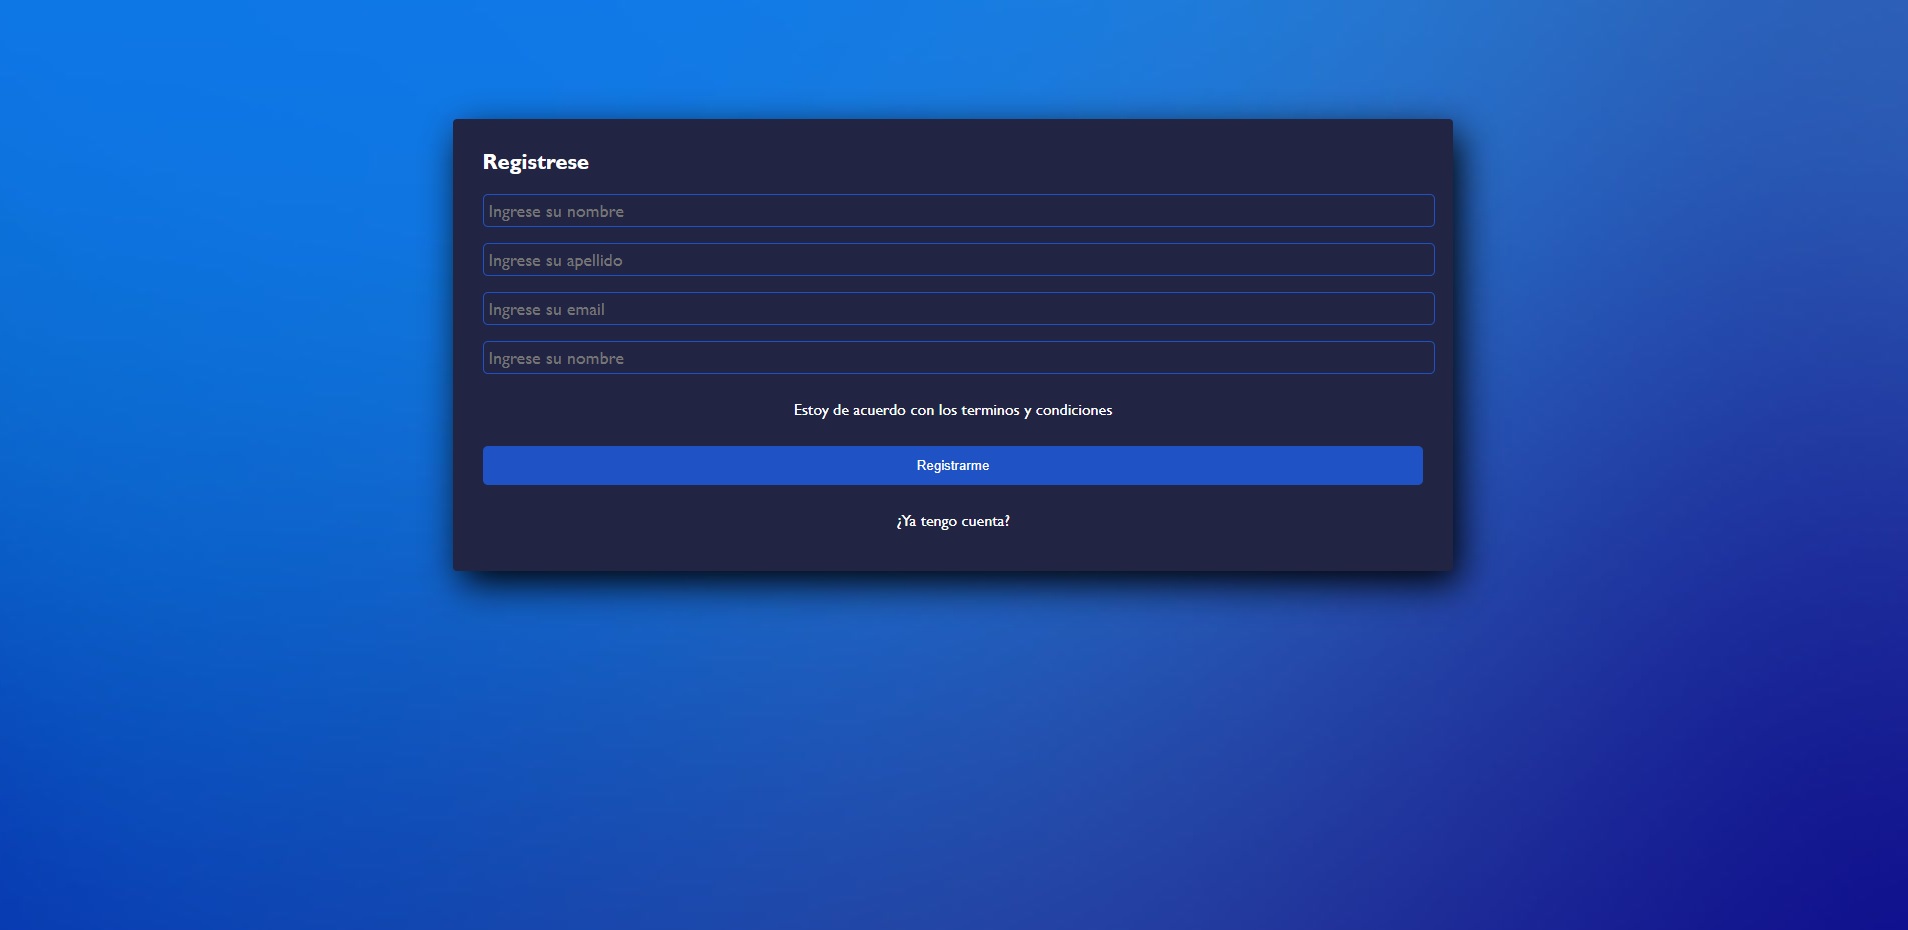 Registrese
Ingrese su nombre
Ingrese su apellido
Ingrese su email
Ingrese su nombre
Estoy de acuerdo con los terminos y condiciones
Registrarme
¿Ya tengo cuenta?